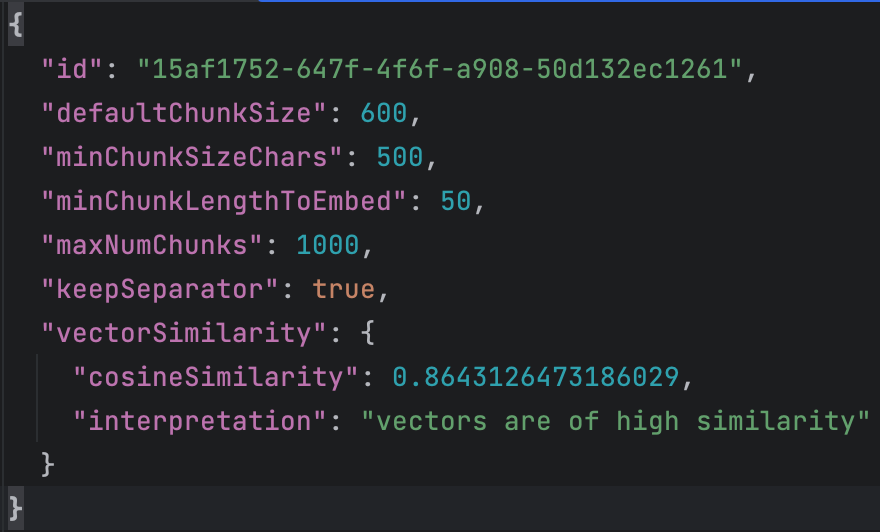 {
"id": "15af1752-647f-4f6f-a908-50d132ec1261",
"defaultChunkSize": 600,
"minChunkSizeChars": 500,
"minChunkLengthToEmbed": 50,
"maxNumChunks": 1000,
"keepSeparator": true,
"vectorSimilarity": {
"cosineSimilarity": 0.8643126473186029,
"interpretation": "vectors are of high similarity"
}
}